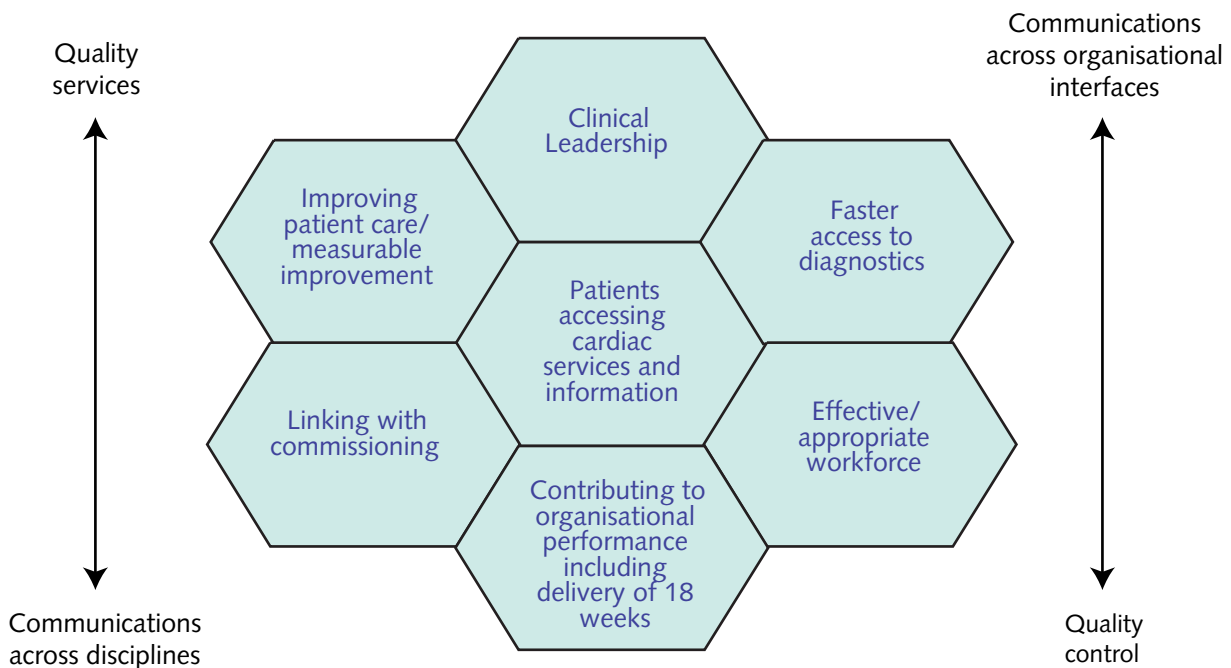 Quality
services
Communications
across organisational
interfaces
Clinical
Leadership
Improving
patient care/
measurable
improvement
Faster
access to
diagnostics
Patients
accessing
cardiac
services and
information
Linking with
commissioning
Effective/
appropriate
workforce
Contributing to
organisational
performance
including
delivery of 18
weeks
Communications
across disciplines
Quality
control